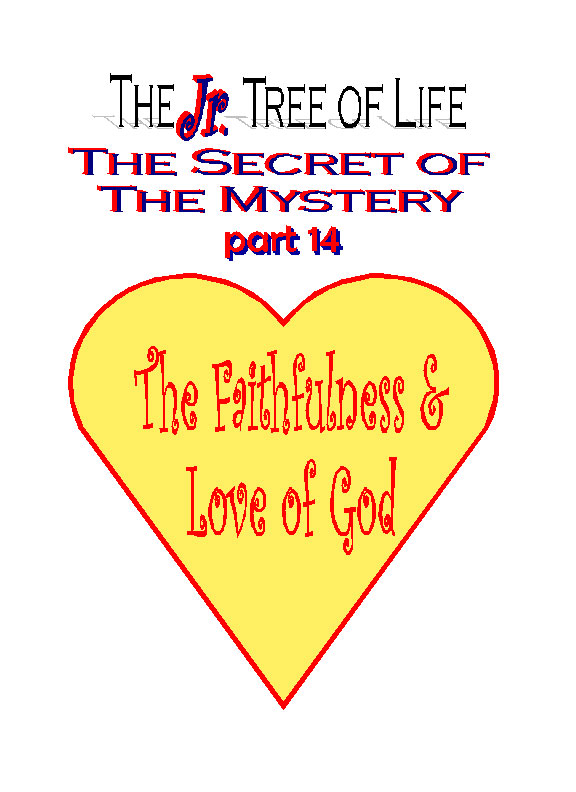 The Jr. Tree of Life
The Secret of
The Mystery
part 14
The Faithfulness &
Love of God